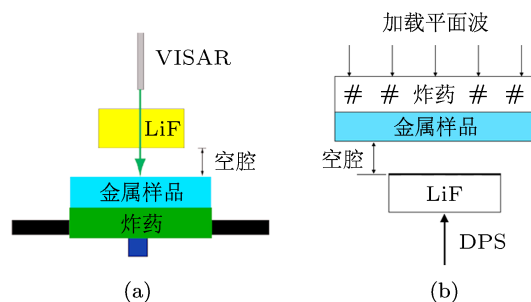 VISAR
LiF
空腔
金属样品
炸药
(a)
加载平面波
# # 炸药 # #
金属样品
空腔
LiF
DPS
(b)